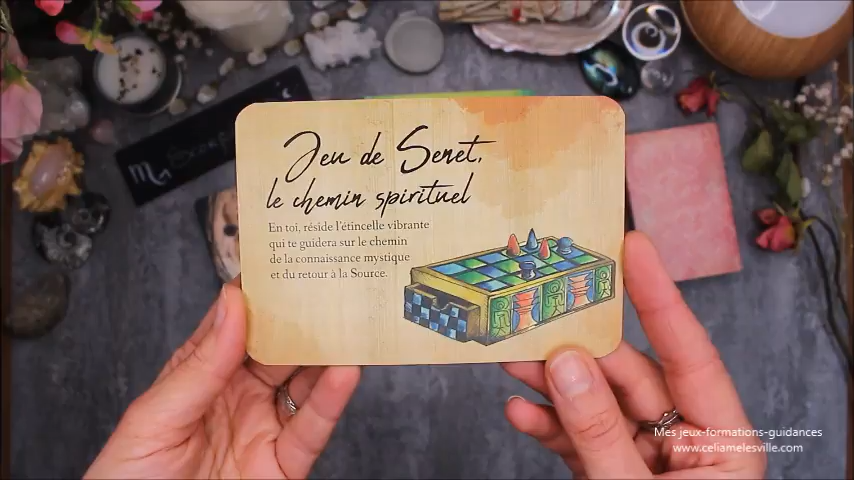 Jeu de Senet,
le chemin spirituel
En toi, réside l'étincelle vibrante
qui te guidera sur le chemin
de la connaissance mystique
et du retour à la Source.
Mes jeux-formations-guidances
www.celiamelesville.com